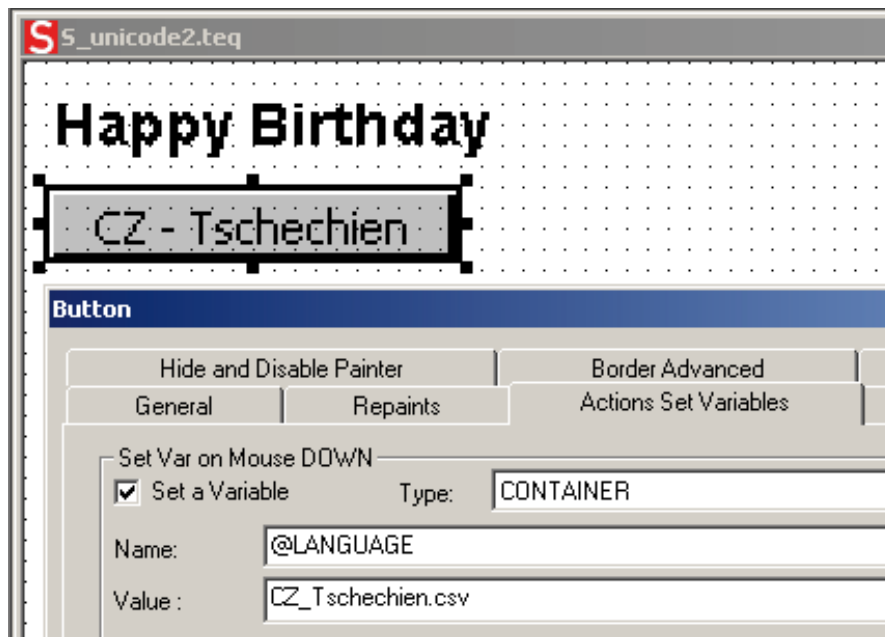 S S_unicode2.teq
Happy Birthday
CZ - Tschechien
Button
Hide and Disable Painter Border Advanced
General Repaints Actions Set Variables
Set Var on Mouse DOWN
Set a Variable Type: CONTAINER
Name: @LANGUAGE
Value : CZ_Tschechien.csv